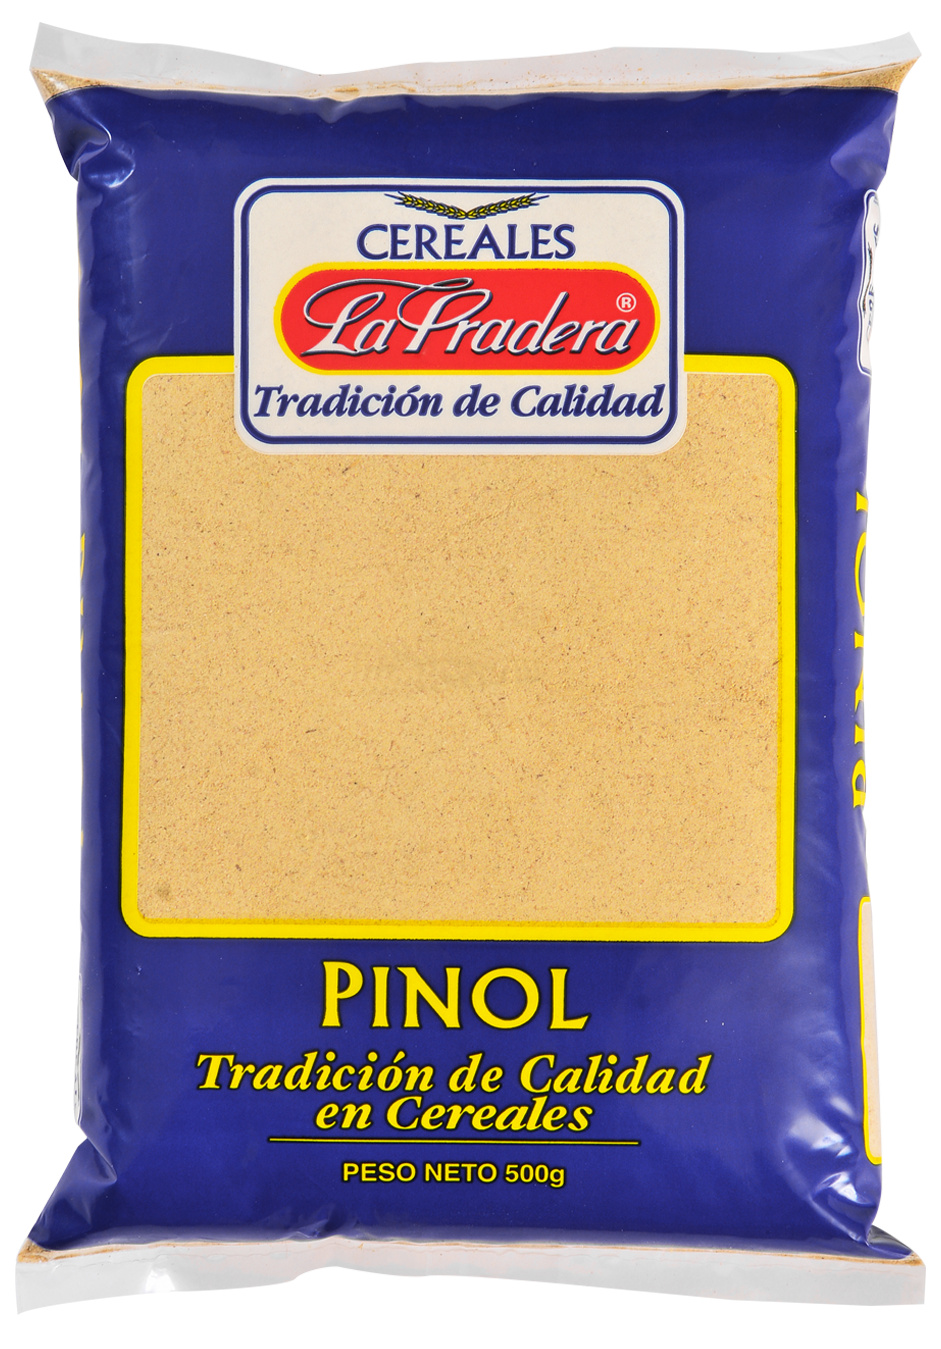 CEREALES
La Pradera®
Tradición de Calidad
PINOL
Tradición de Calidad
en Cereales
PESO NETO 500g